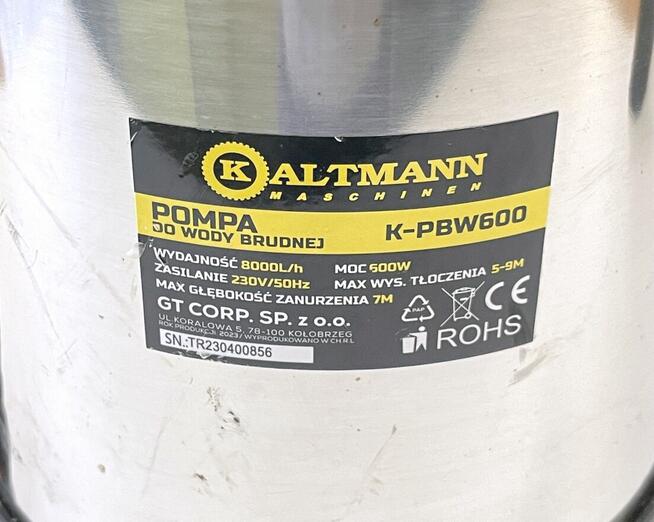 KALTMANN
MASCHINEN
POMPA
DO WODY BRUDNEJ
K-PBW600
WYDAJNOŚĆ 8000L/h MOC 600W
ZASILANIE 230V/50Hz MAX WYS. TŁOCZENIA 5-9M
MAX GŁĘBOKOŚĆ ZANURZENIA 7M
GT CORP. SP. z o.o.
UL. KORALOWA 5, 78-100 KOŁOBRZEG
ROK PRODUKCJI: 2023 / WYPRODUKOWANO W CH.R.L
SN.:TR230400856
PAP
CE
ROHS